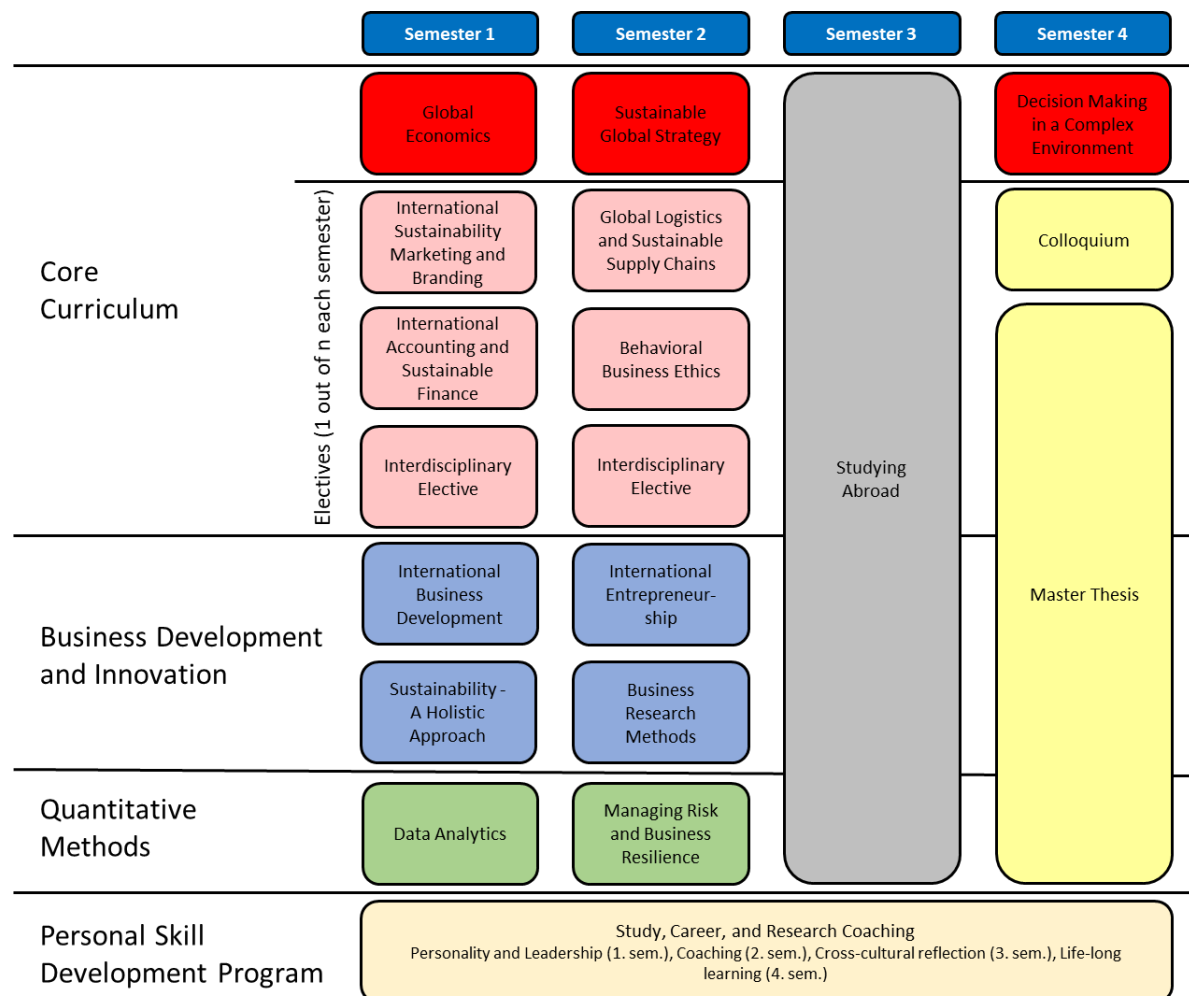 Semester 1
Semester 2
Semester 3
Semester 4
Core
Curriculum
Electives (1 out of n each semester)
Global
Economics
Sustainable
Global Strategy
Decision Making
in a Complex
Environment
International
Sustainability
Marketing and
Branding
Global Logistics
and Sustainable
Supply Chains
Colloquium
International
Accounting and
Sustainable
Finance
Behavioral
Business Ethics
Interdisciplinary
Elective
Interdisciplinary
Elective
Studying
Abroad
Business Development
and Innovation
International
Business
Development
International
Entrepreneur-
ship
Master Thesis
Sustainability -
A Holistic
Approach
Business
Research
Methods
Quantitative
Methods
Data Analytics
Managing Risk
and Business
Resilience
Personal Skill
Development Program
Study, Career, and Research Coaching
Personality and Leadership (1. sem.), Coaching (2. sem.), Cross-cultural reflection (3. sem.), Life-long
learning (4. sem.)